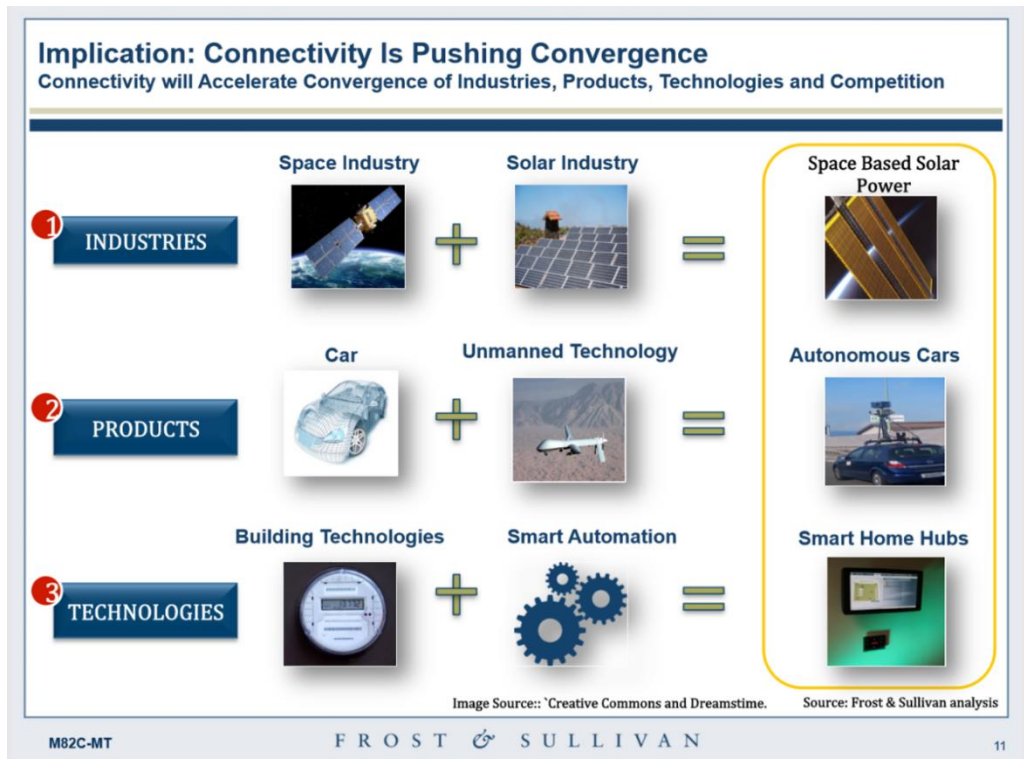 Implication: Connectivity Is Pushing Convergence
Connectivity will Accelerate Convergence of Industries, Products, Technologies and Competition
1
INDUSTRIES
Space Industry
+
Solar Industry
=
Space Based Solar
Power
2
PRODUCTS
Car
+
Unmanned Technology
=
Autonomous Cars
3
TECHNOLOGIES
Building Technologies
+
Smart Automation
=
Smart Home Hubs
Image Source:: `Creative Commons and Dreamstime.
Source: Frost & Sullivan analysis
M82C-MT
FROST & SULLIVAN
11